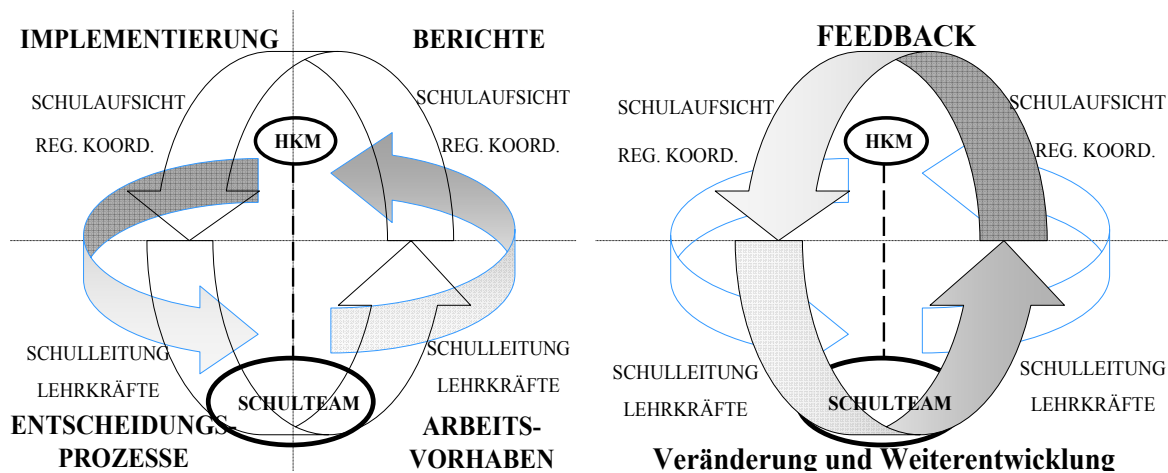 IMPLEMENTIERUNG
BERICHTE
SCHULAUFSICHT
SCHULAUFSICHT
HKM
REG. KOORD.
REG. KOORD.
SCHULLEITUNG
SCHULLEITUNG
LEHRKRÄFTE
LEHRKRÄFTE
SCHULTEAM
ENTSCHEIDUNGS-
PROZESSE
ARBEITS-
VORHABEN
FEEDBACK
SCHULAUFSICHT
SCHULAUFSICHT
HKM
REG. KOORD.
REG. KOORD.
SCHULLEITUNG
SCHULLEITUNG
LEHRKRÄFTE
LEHRKRÄFTE
SCHULTEAM
Veränderung und Weiterentwicklung